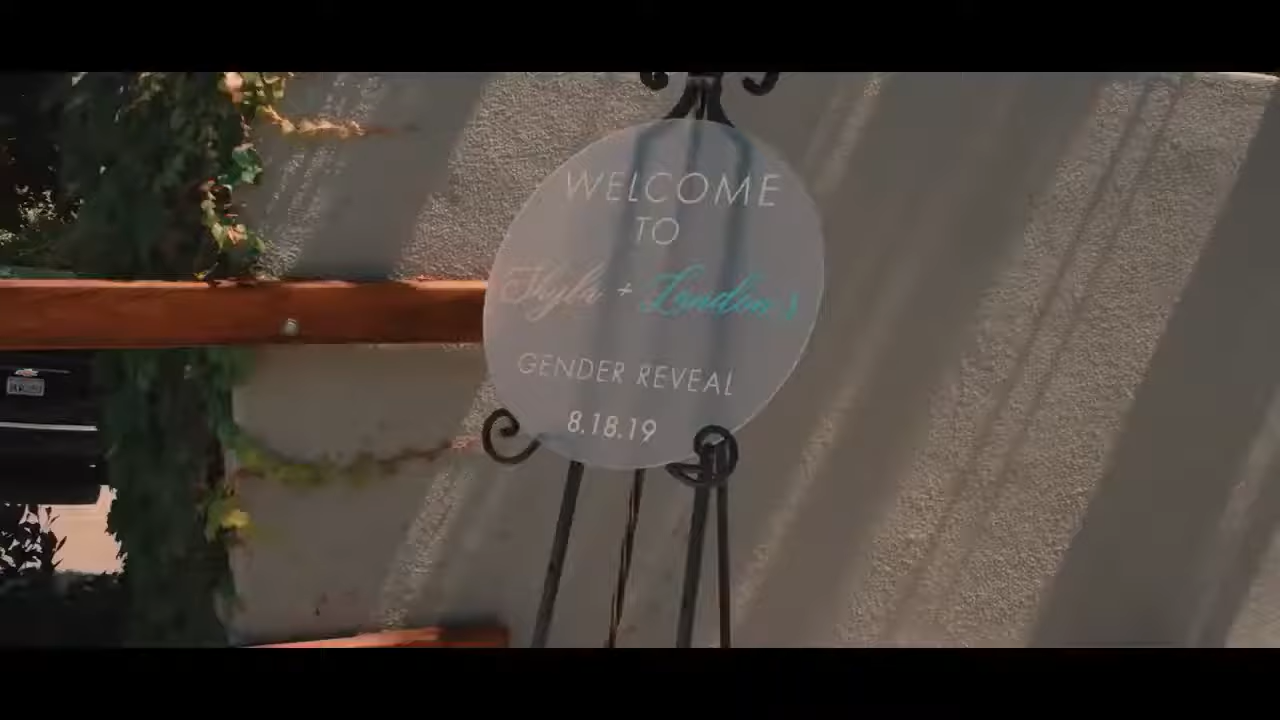 WELCOME
TO
Skyla + Landon's
GENDER REVEAL
8.18.19